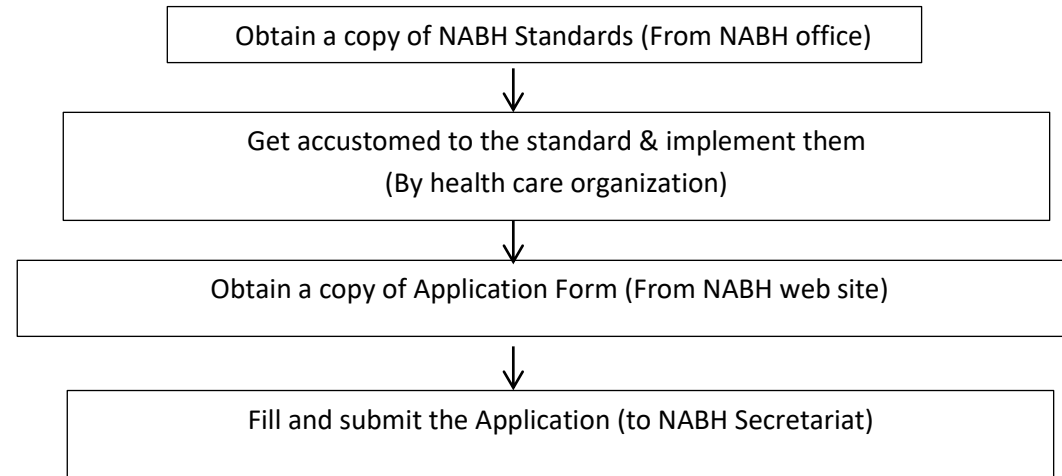 Obtain a copy of NABH Standards (From NABH office)
Get accustomed to the standard & implement them
(By health care organization)
Obtain a copy of Application Form (From NABH web site)
Fill and submit the Application (to NABH Secretariat)